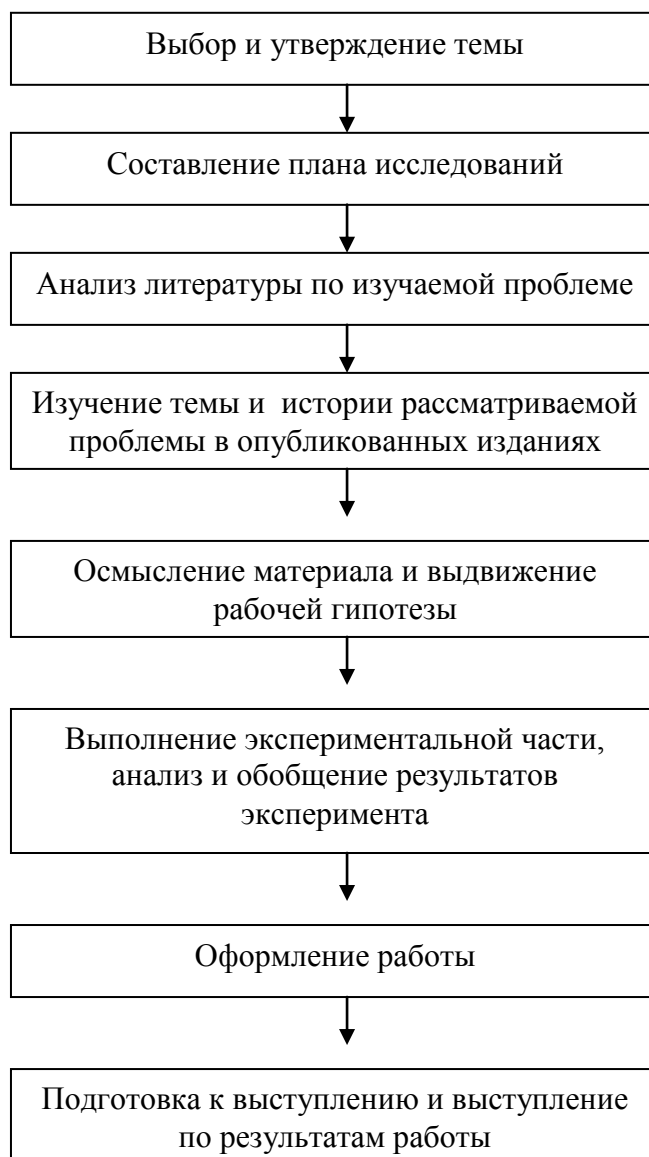 Выбор и утверждение темы
Составление плана исследований
Анализ литературы по изучаемой проблеме
Изучение темы и  истории рассматриваемой
проблемы в опубликованных изданиях
Осмысление материала и выдвижение
рабочей гипотезы
Выполнение экспериментальной части,
анализ и обобщение результатов
эксперимента
Оформление работы
Подготовка к выступлению и выступление
по результатам работы